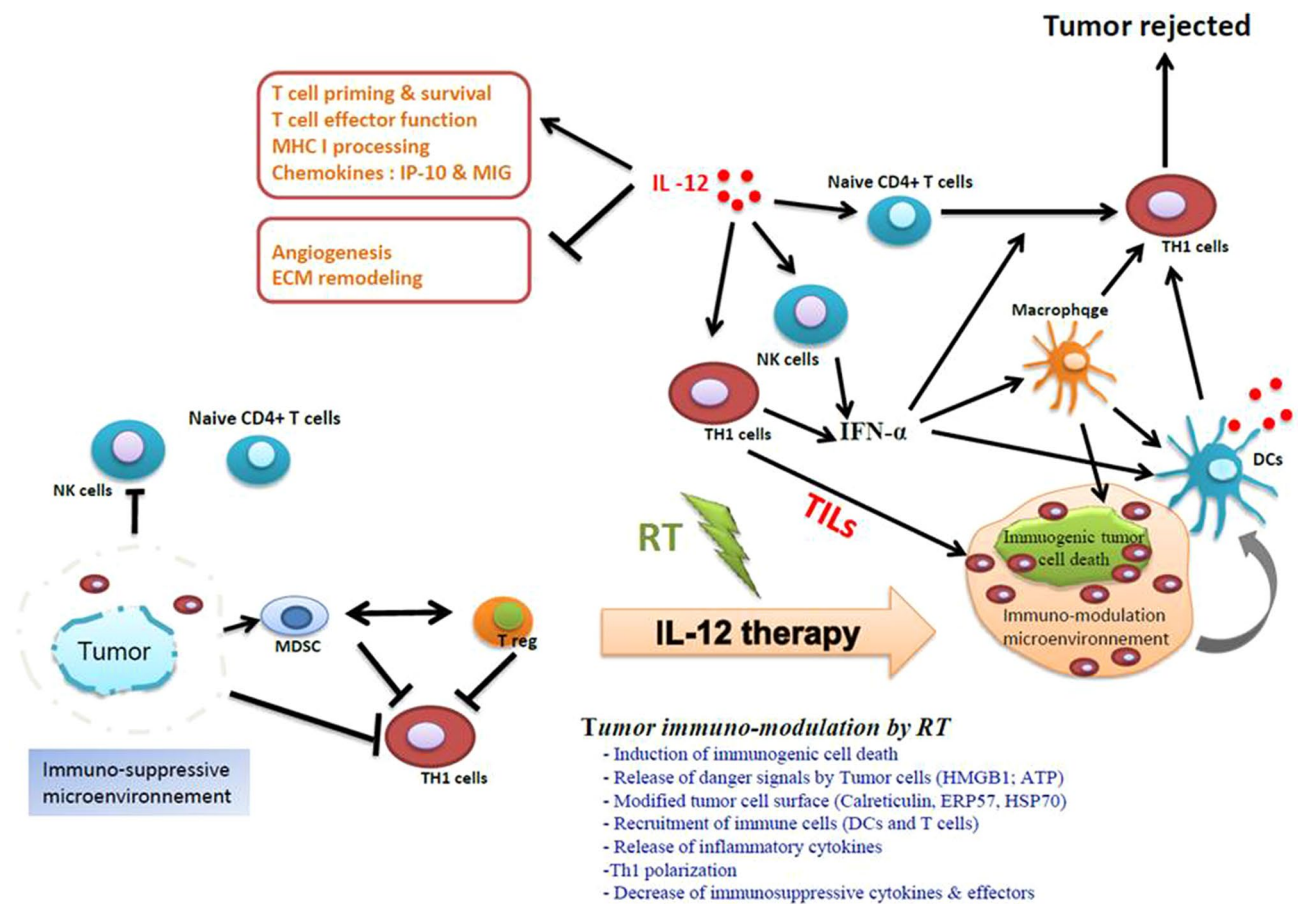 Tumor rejected
T cell priming & survival
T cell effector function
MHC I processing
Chemokines : IP-10 & MIG
IL -12
Naive CD4+ T cells
TH1 cells
Angiogenesis
ECM remodeling
Macrophqge
NK cells
TH1 cells
IFN-α
DCs
Naive CD4+ T cells
NK cells
TILs
RT
Immuogenic tumor
cell death
Immuno-modulation
microenvironnement
IL-12 therapy
Tumor
MDSC
T reg
TH1 cells
Immuno-suppressive
microenvironnement
Tumor immuno-modulation by RT
- Induction of immunogenic cell death
- Release of danger signals by Tumor cells (HMGB1; ATP)
- Modified tumor cell surface (Calreticulin, ERP57, HSP70)
- Recruitment of immune cells (DCs and T cells)
- Release of inflammatory cytokines
-Th1 polarization
- Decrease of immunosuppressive cytokines & effectors